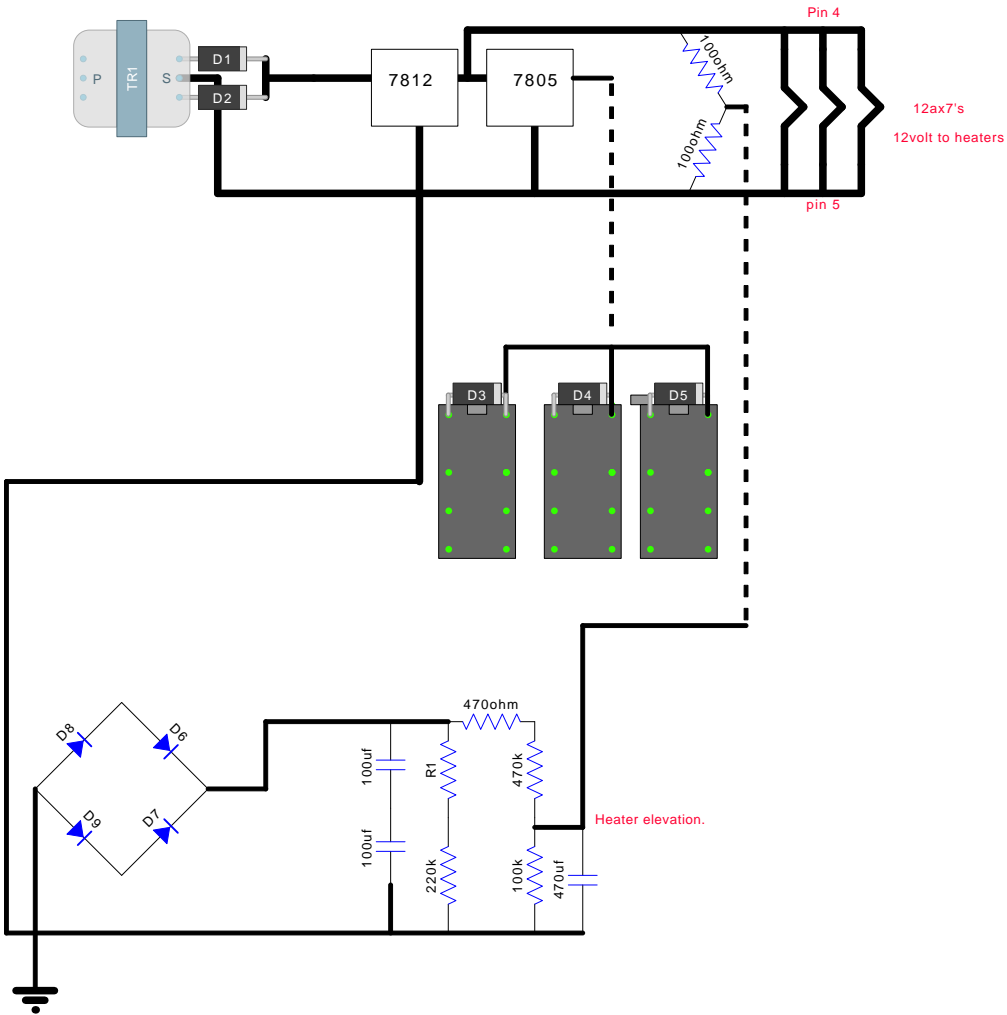 Pin 4
P
TR1
S
D1
D2
7812
7805
100ohm
100ohm
12ax7's
12volt to heaters
pin 5
D3
D4
D5
470ohm
D8
D6
D9
D7
100uf
R1
470k
Heater elevation.
100uf
220k
100k
470uf